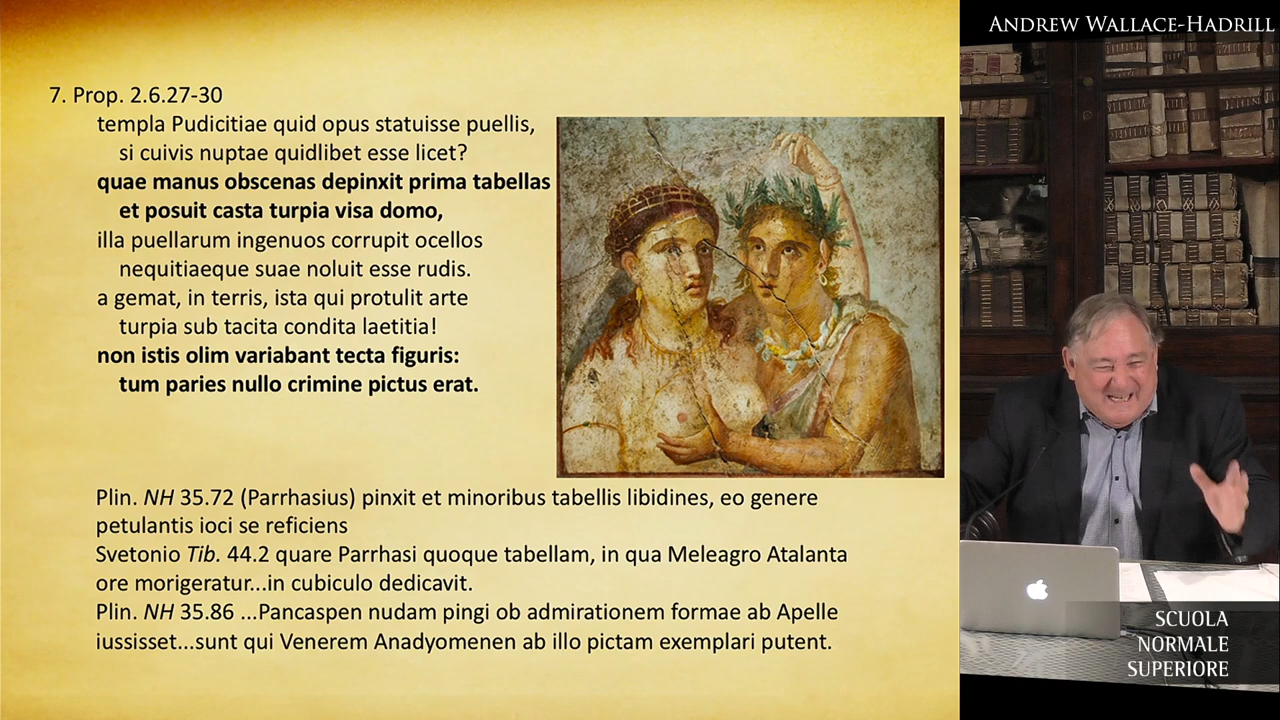 ANDREW WALLACE-HADRILL
7. Prop. 2.6.27-30
templa Pudicitiae quid opus statuisse puellis,
si cuivis nuptae quidlibet esse licet?
quae manus obscenas depinxit prima tabellas
et posuit casta turpia visa domo,
illa puellarum ingenuos corrupit ocellos
nequitiaeque suae noluit esse rudis.
a gemat, in terris, ista qui protulit arte
turpia sub tacita condita laetitia!
non istis olim variabant tecta figuris:
tum paries nullo crimine pictus erat.
Plin. NH 35.72 (Parrhasius) pinxit et minoribus tabellis libidines, eo genere
petulantis ioci se reficiens
Svetonio Tib. 44.2 quare Parrhasi quoque tabellam, in qua Meleagro Atalanta
ore morigeratur...in cubiculo dedicavit.
Plin. NH 35.86 ...Pancaspen nudam pingi ob admirationem formae ab Apelle
iussisset...sunt qui Venerem Anadyomenen ab illo pictam exemplari putent.
SCUOLA
NORMALE
SUPERIORE